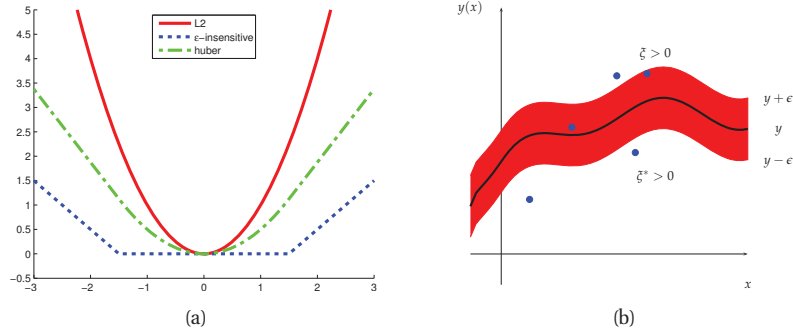 5
4.5
4
3.5
3
2.5
2
1.5
1
0.5
0
−0.5
−3 −2 −1 0 1 2 3
L2
ε−insensitive
huber
(a)
y(x)
ξ > 0
y + ϵ
y
y − ϵ
ξ* > 0
x
(b)